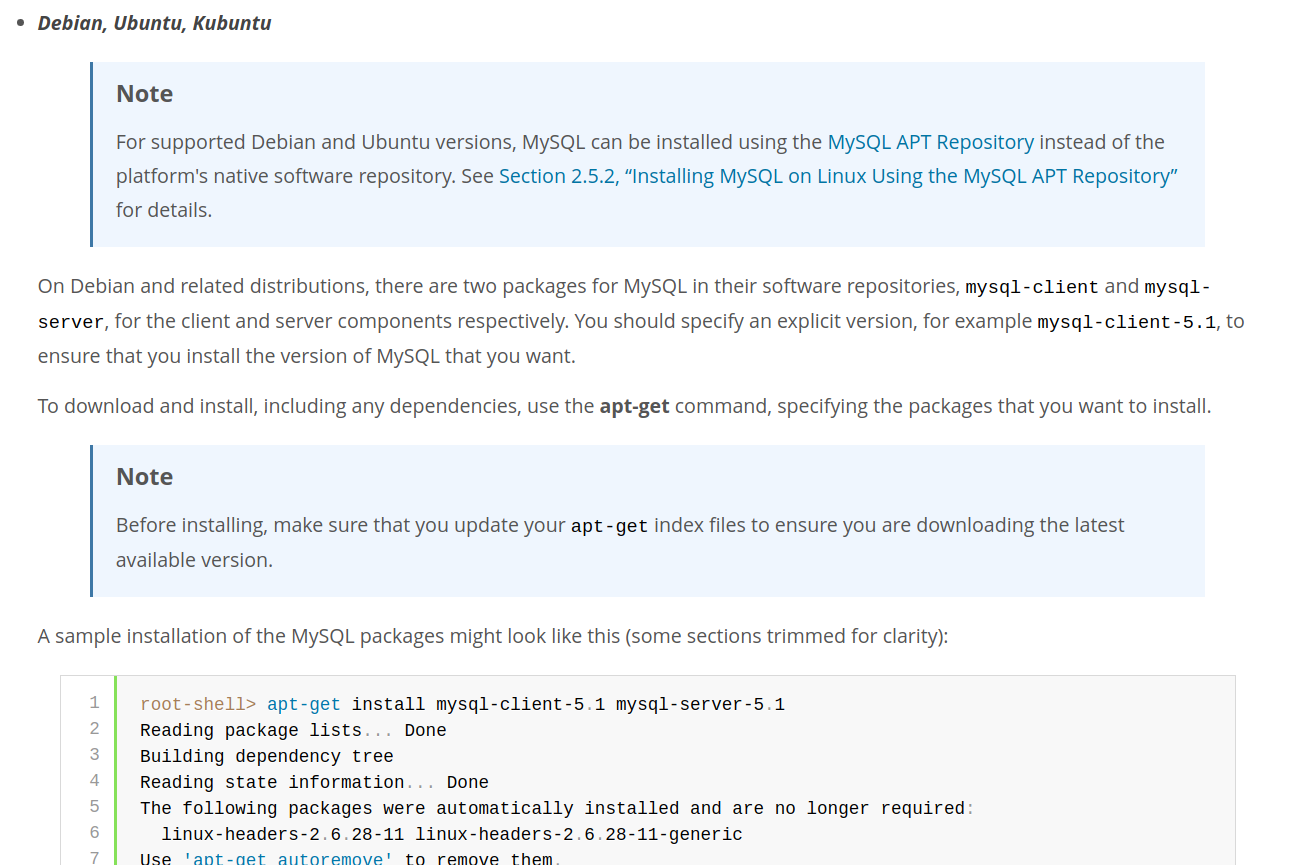 • Debian, Ubuntu, Kubuntu
Note
For supported Debian and Ubuntu versions, MySQL can be installed using the MySQL APT Repository instead of the
platform's native software repository. See Section 2.5.2, “Installing MySQL on Linux Using the MySQL APT Repository”
for details.
On Debian and related distributions, there are two packages for MySQL in their software repositories, mysql-client and mysql-
server, for the client and server components respectively. You should specify an explicit version, for example mysql-client-5.1, to
ensure that you install the version of MySQL that you want.
To download and install, including any dependencies, use the apt-get command, specifying the packages that you want to install.
Note
Before installing, make sure that you update your apt-get index files to ensure you are downloading the latest
available version.
A sample installation of the MySQL packages might look like this (some sections trimmed for clarity):
1 root-shell> apt-get install mysql-client-5.1 mysql-server-5.1
2 Reading package lists... Done
3 Building dependency tree
4 Reading state information... Done
5 The following packages were automatically installed and are no longer required:
6   linux-headers-2.6.28-11 linux-headers-2.6.28-11-generic
7 Use 'apt-get autoremove' to remove them.